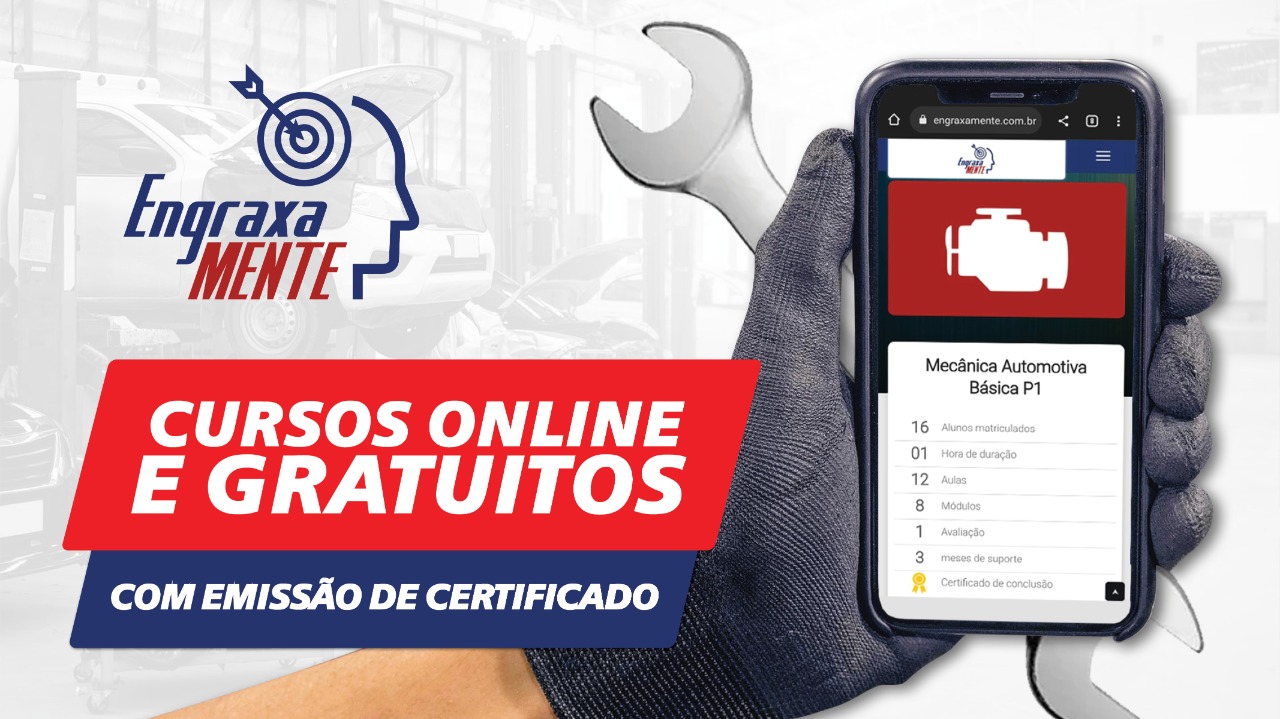 Engraxa
MENTE
CURSOS ONLINE
E GRATUITOS
COM EMISSÃO DE CERTIFICADO
engraxamente.com.br
8
Engraxa
MENTE
Mecânica Automotiva
Básica P1
16 Alunos matriculados
01 Hora de duração
12 Aulas
8 Módulos
1 Avaliação
3 meses de suporte
Certificado de conclusão